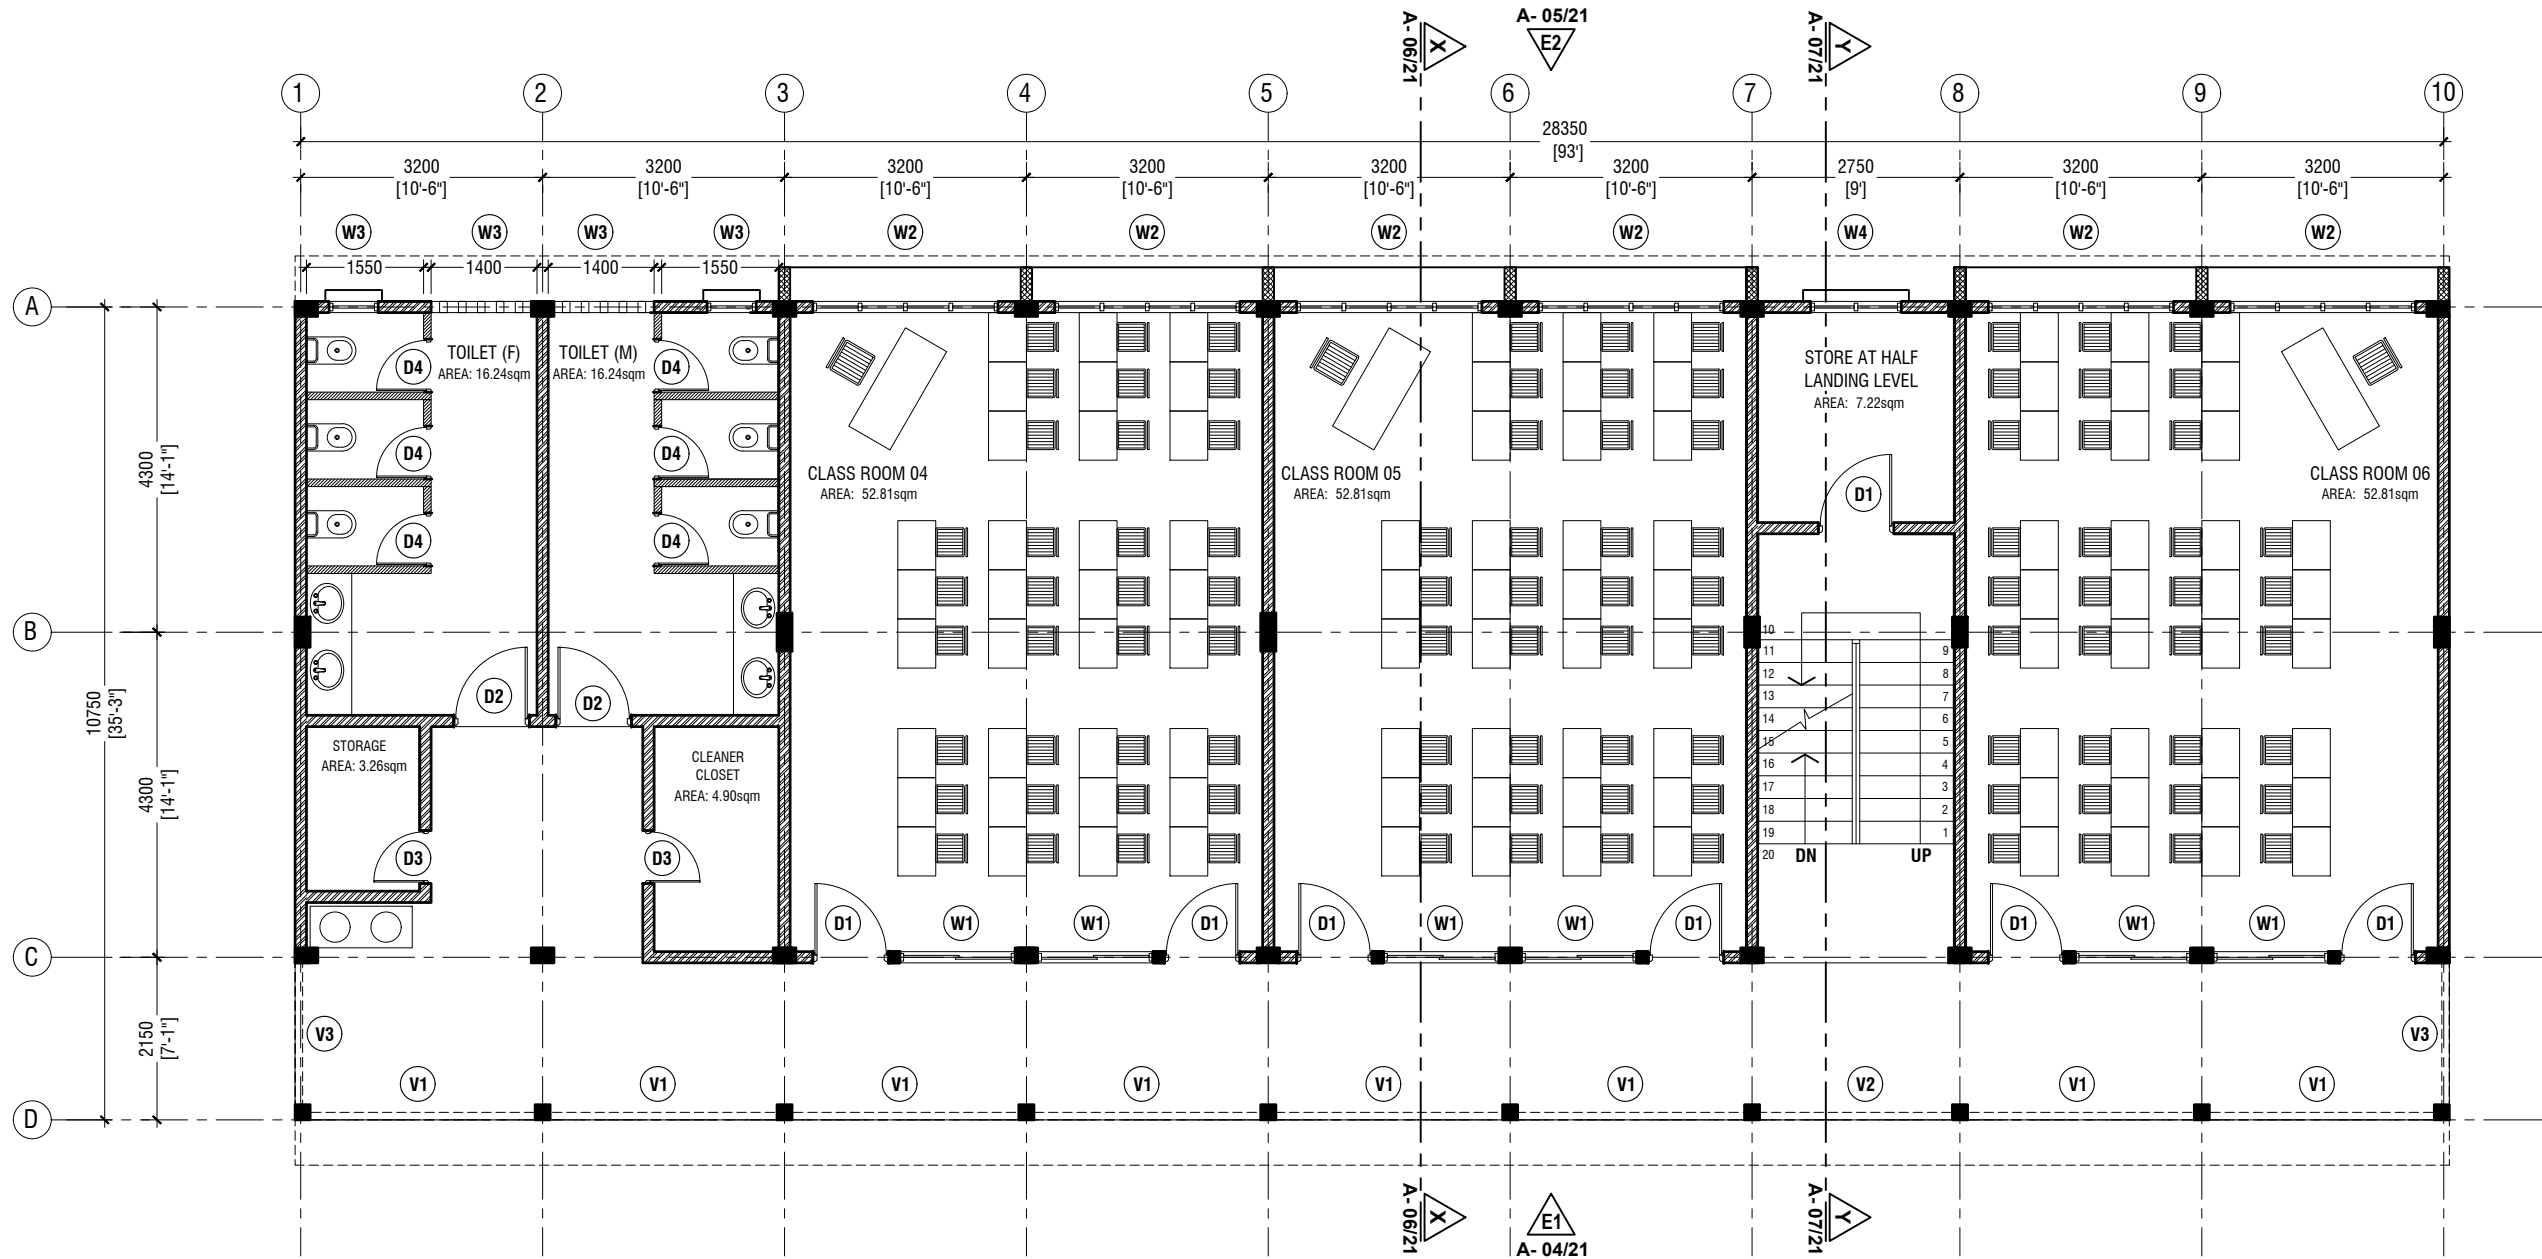 A- 05/21
E2
A- 06/21
X
A- 07/21
Y
1
2
3
4
5
6
7
8
9
10
28350
[93']
3200
[10'-6"]
3200
[10'-6"]
3200
[10'-6"]
3200
[10'-6"]
3200
[10'-6"]
3200
[10'-6"]
2750
[9']
3200
[10'-6"]
3200
[10'-6"]
W3
W3
W3
W3
W2
W2
W2
W2
W4
W2
W2
1550
1400
1400
1550
A
B
C
D
10750
[35'-3"]
4300
[14'-1"]
4300
[14'-1"]
2150
[7'-1"]
TOILET (F)
AREA: 16.24sqm
TOILET (M)
AREA: 16.24sqm
D4
D4
D4
D4
D4
D4
STORE AT HALF
LANDING LEVEL
AREA: 7.22sqm
CLASS ROOM 04
AREA: 52.81sqm
CLASS ROOM 05
AREA: 52.81sqm
CLASS ROOM 06
AREA: 52.81sqm
D1
D2
D2
STORAGE
AREA: 3.26sqm
CLEANER
CLOSET
AREA: 4.90sqm
D3
D3
10
11
12
13
14
15
16
17
18
19
20
9
8
7
6
5
4
3
2
1
DN
UP
D1
W1
W1
D1
D1
W1
W1
D1
D1
W1
W1
D1
V3
V3
V1
V1
V1
V1
V1
V1
V2
V1
V1
A- 06/21
X
E1
A- 04/21
A- 07/21
Y